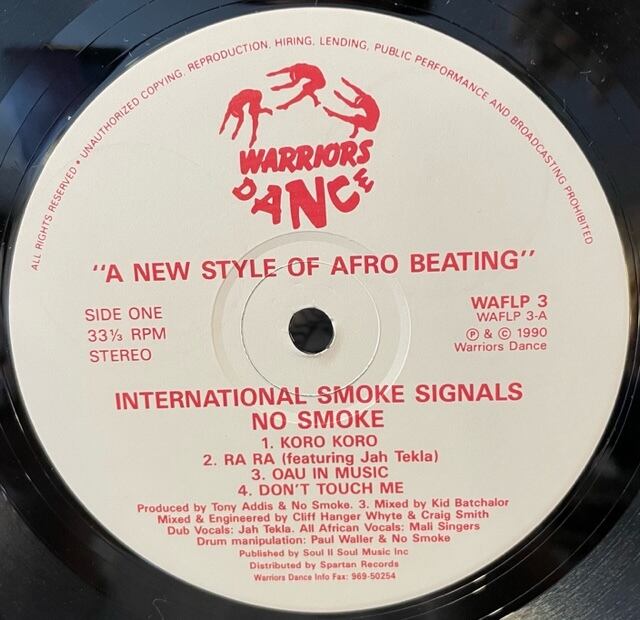 ALL RIGHTS RESERVED • UNAUTHORIZED COPYING, REPRODUCTION, HIRING, LENDING, PUBLIC PERFORMANCE AND BROADCASTING PROHIBITED
WARRIORS
DANCE
"A NEW STYLE OF AFRO BEATING"
SIDE ONE
33⅓ RPM
STEREO
WAFLP 3
WAFLP 3-A
Ⓟ & © 1990
Warriors Dance
INTERNATIONAL SMOKE SIGNALS
NO SMOKE
1. KORO KORO
2. RA RA (featuring Jah Tekla)
3. OAU IN MUSIC
4. DON'T TOUCH ME
Produced by Tony Addis & No Smoke. 3. Mixed by Kid Batchalor
Mixed & Engineered by Cliff Hanger Whyte & Craig Smith
Dub Vocals: Jah Tekla. All African Vocals: Mali Singers
Drum manipulation: Paul Waller & No Smoke
Published by Soul II Soul Music Inc
Distributed by Spartan Records
Warriors Dance Info Fax: 969-50254